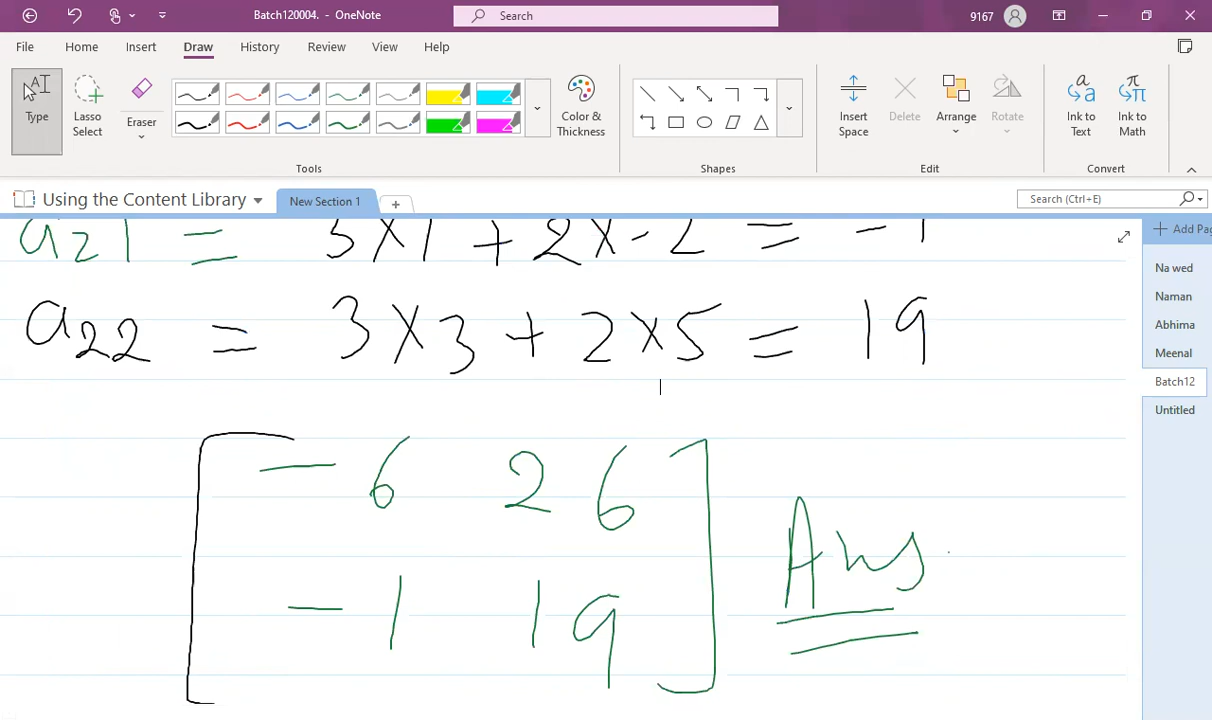 Batch120004. - OneNote
Search
9167
File Home Insert Draw History Review View Help
Type
Lasso Select
Eraser
Color & Thickness
Insert Space
Delete
Arrange
Rotate
Ink to Text
Ink to Math
Tools
Shapes
Edit
Convert
Using the Content Library
New Section 1
+
Search (Ctrl+E)
+ Add Pag
Na wed
Naman
Abhima
Meenal
Batch12
Untitled
a21 = 3×1 + 2×-2 = -1
a22 = 3×3 + 2×5 = 19
[ -6 26 ]
-1 19
Ans